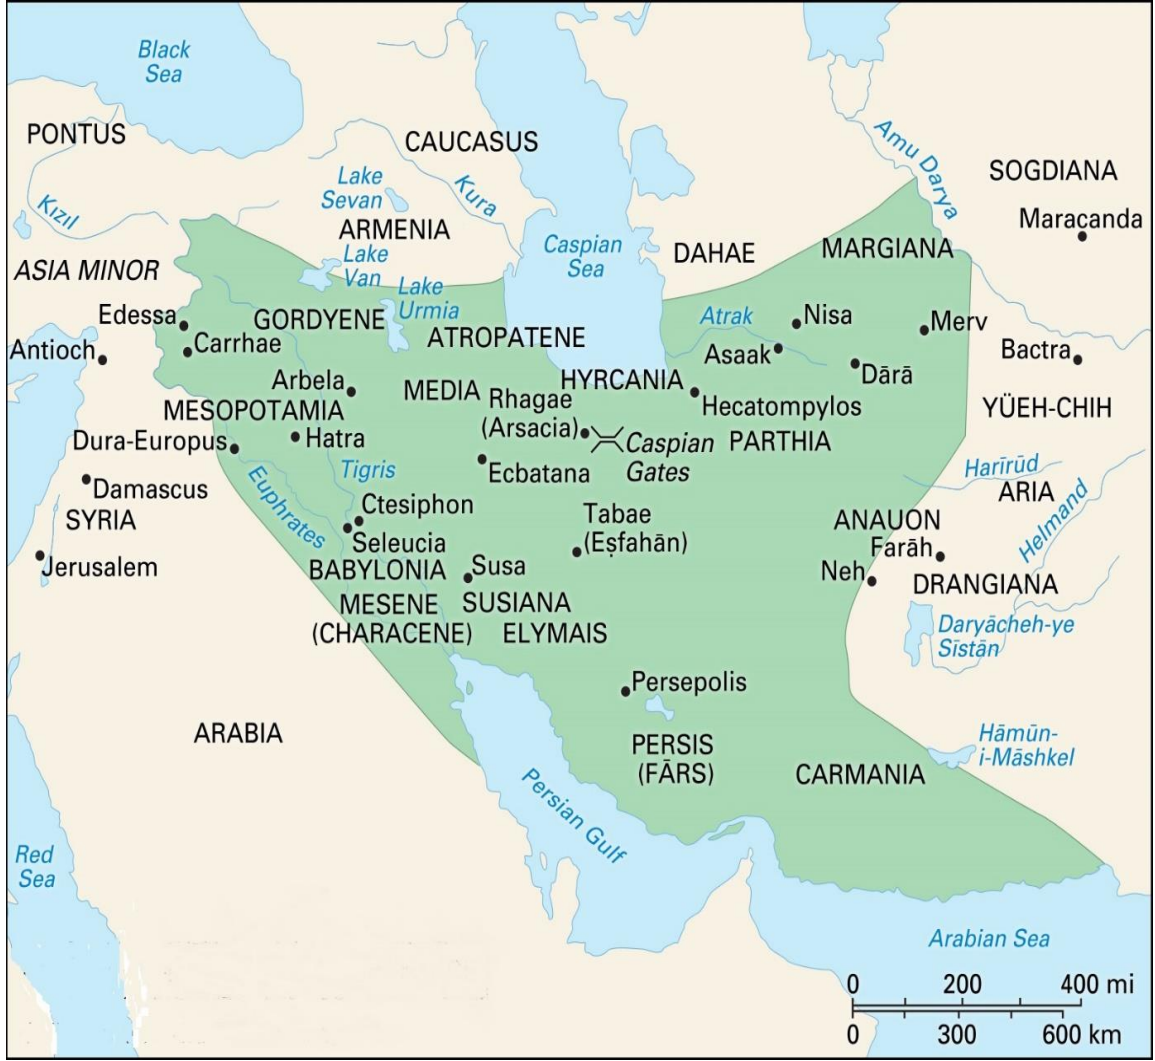 Black
Sea
PONTUS
CAUCASUS
Amu Darya
SOGDIANA
Lake
Sevan
Kura
Kızıl
Maracanda
ARMENIA
Caspian
Sea
DAHAE
MARGIANA
ASIA MINOR
Lake
Van
Lake
Urmia
Edessa
GORDYENE
ATROPATENE
Atrak
Nisa
Merv
Antioch
Carrhae
Asaak
Bactra
Dārā
Arbela
MEDIA
HYRCANIA
Hecatompylos
YÜEH-CHIH
MESOPOTAMIA
Rhagae
(Arsacia)
Caspian
Gates
PARTHIA
Dura-Europus
Hatra
Tigris
Ecbatana
Harīrūd
Damascus
Euphrates
ARIA
Helmand
SYRIA
Ctesiphon
Seleucia
Tabae
(Eṣfahān)
ANAUON
Farāh
Jerusalem
BABYLONIA
Susa
Neh
DRANGIANA
MESENE
(CHARACENE)
SUSIANA
ELYMAIS
Daryācheh-ye
Sīstān
Persepolis
ARABIA
PERSIS
(FĀRS)
CARMANIA
Hāmūn-
i-Māshkel
Persian Gulf
Red
Sea
Arabian Sea
0 200 400 mi
0 300 600 km